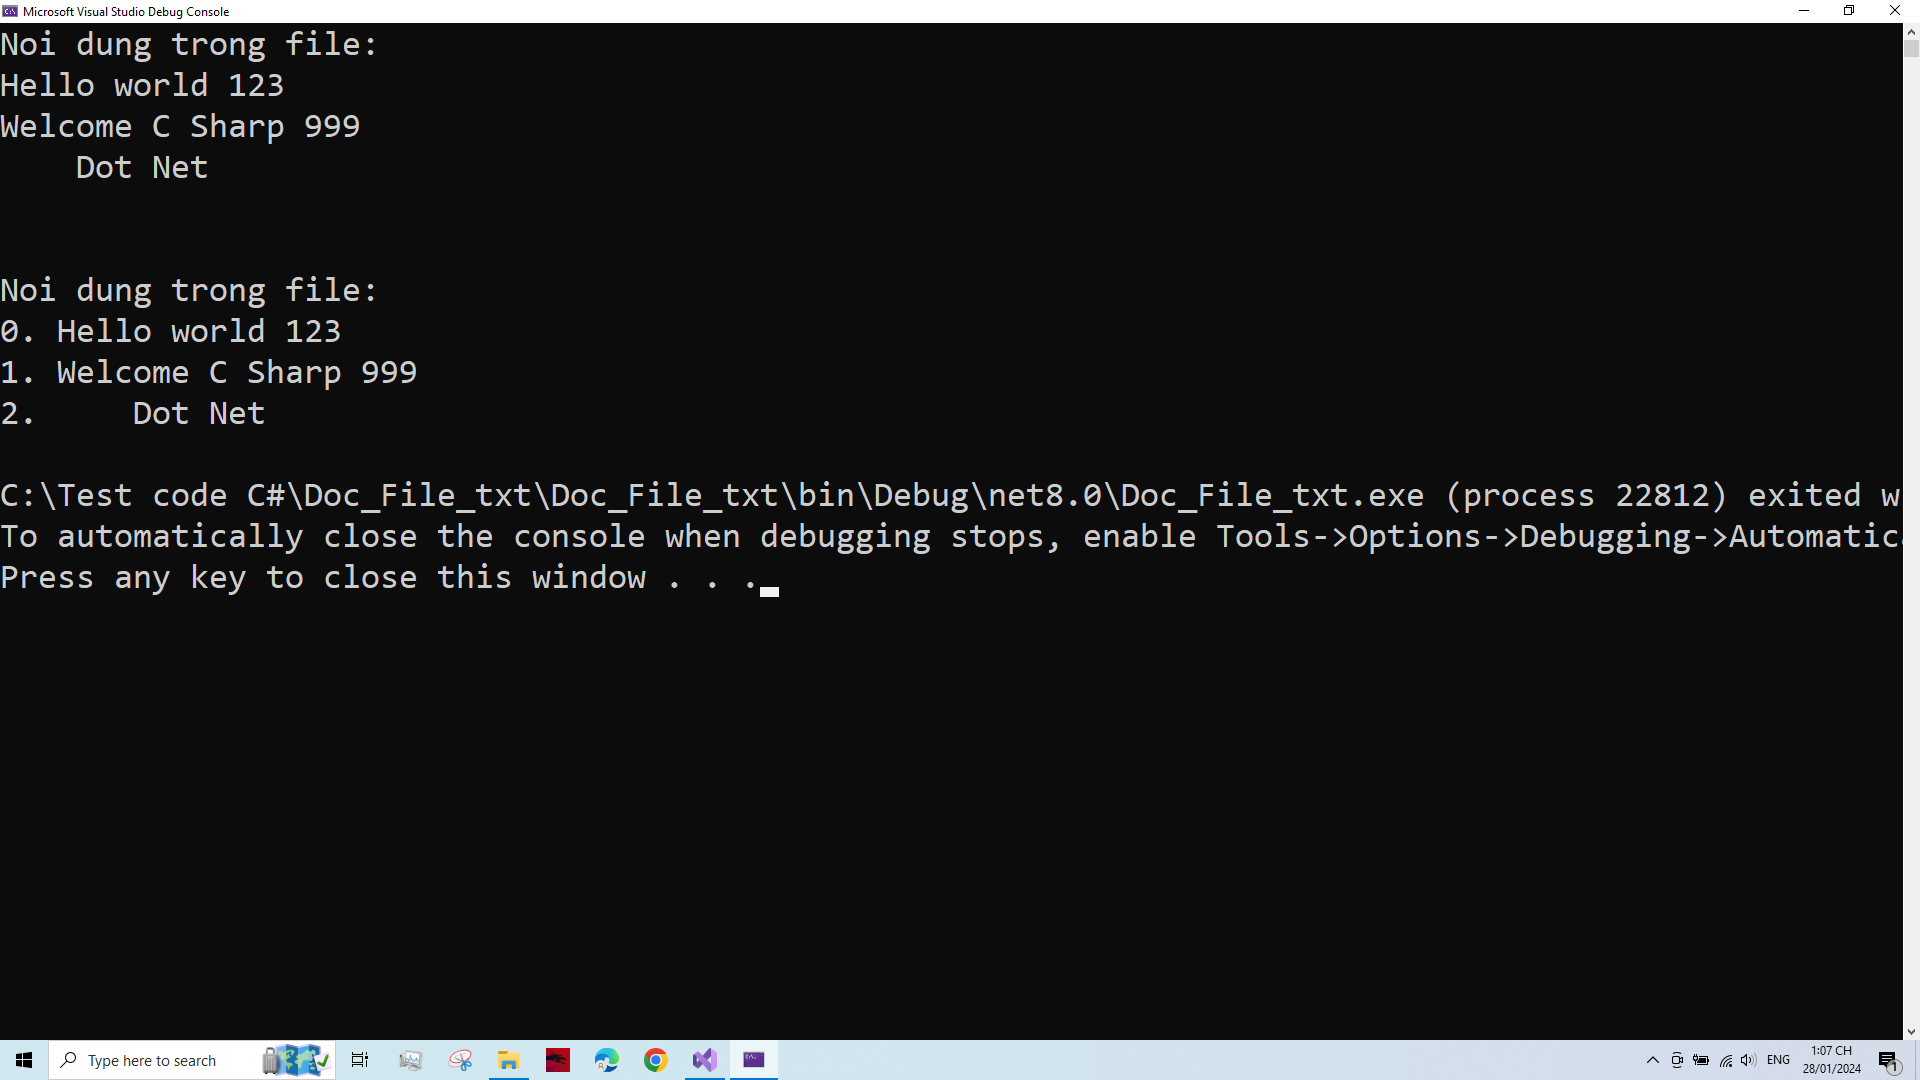 Microsoft Visual Studio Debug Console
Noi dung trong file:
Hello world 123
Welcome C Sharp 999
    Dot Net
Noi dung trong file:
0. Hello world 123
1. Welcome C Sharp 999
2.     Dot Net
C:\Test code C#\Doc_File_txt\Doc_File_txt\bin\Debug\net8.0\Doc_File_txt.exe (process 22812) exited w
To automatically close the console when debugging stops, enable Tools->Options->Debugging->Automatica
Press any key to close this window . . .
Type here to search
ENG
1:07 CH
28/01/2024
1